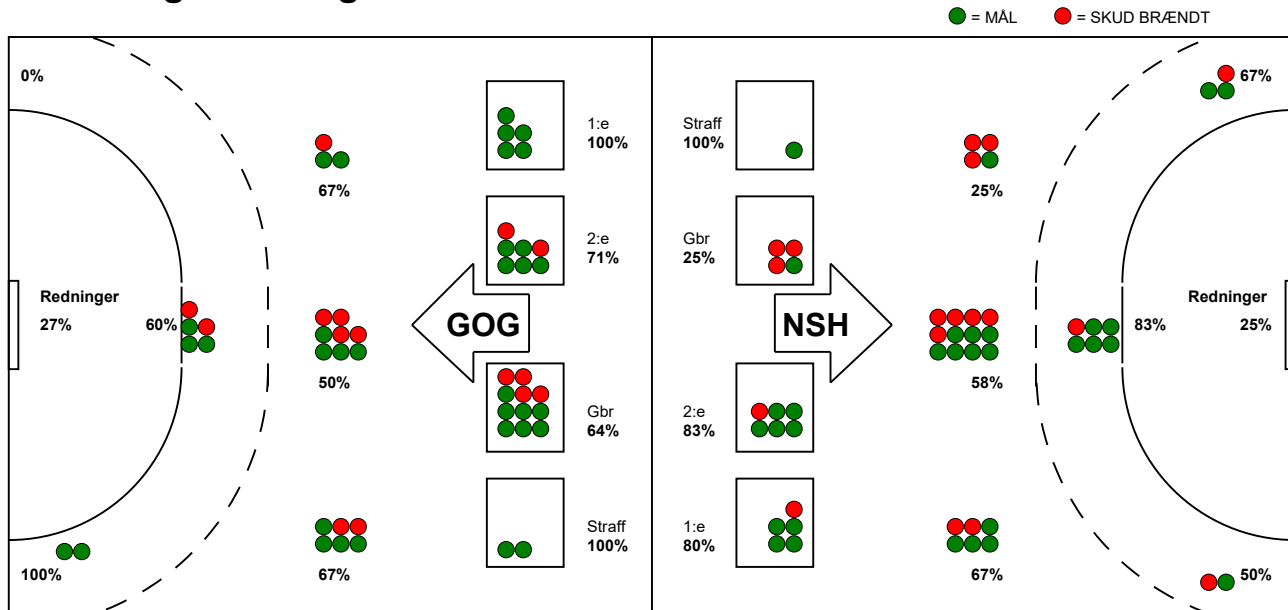 = MÅL = SKUD BRÆNDT
0%
67%
1:e
100%
Straff
100%
25%
67%
2:e
71%
Gbr
25%
Redninger
27%
60%
50%
GOG
NSH
58%
83%
Redninger
25%
Gbr
64%
2:e
83%
100%
67%
Straff
100%
1:e
80%
67%
50%